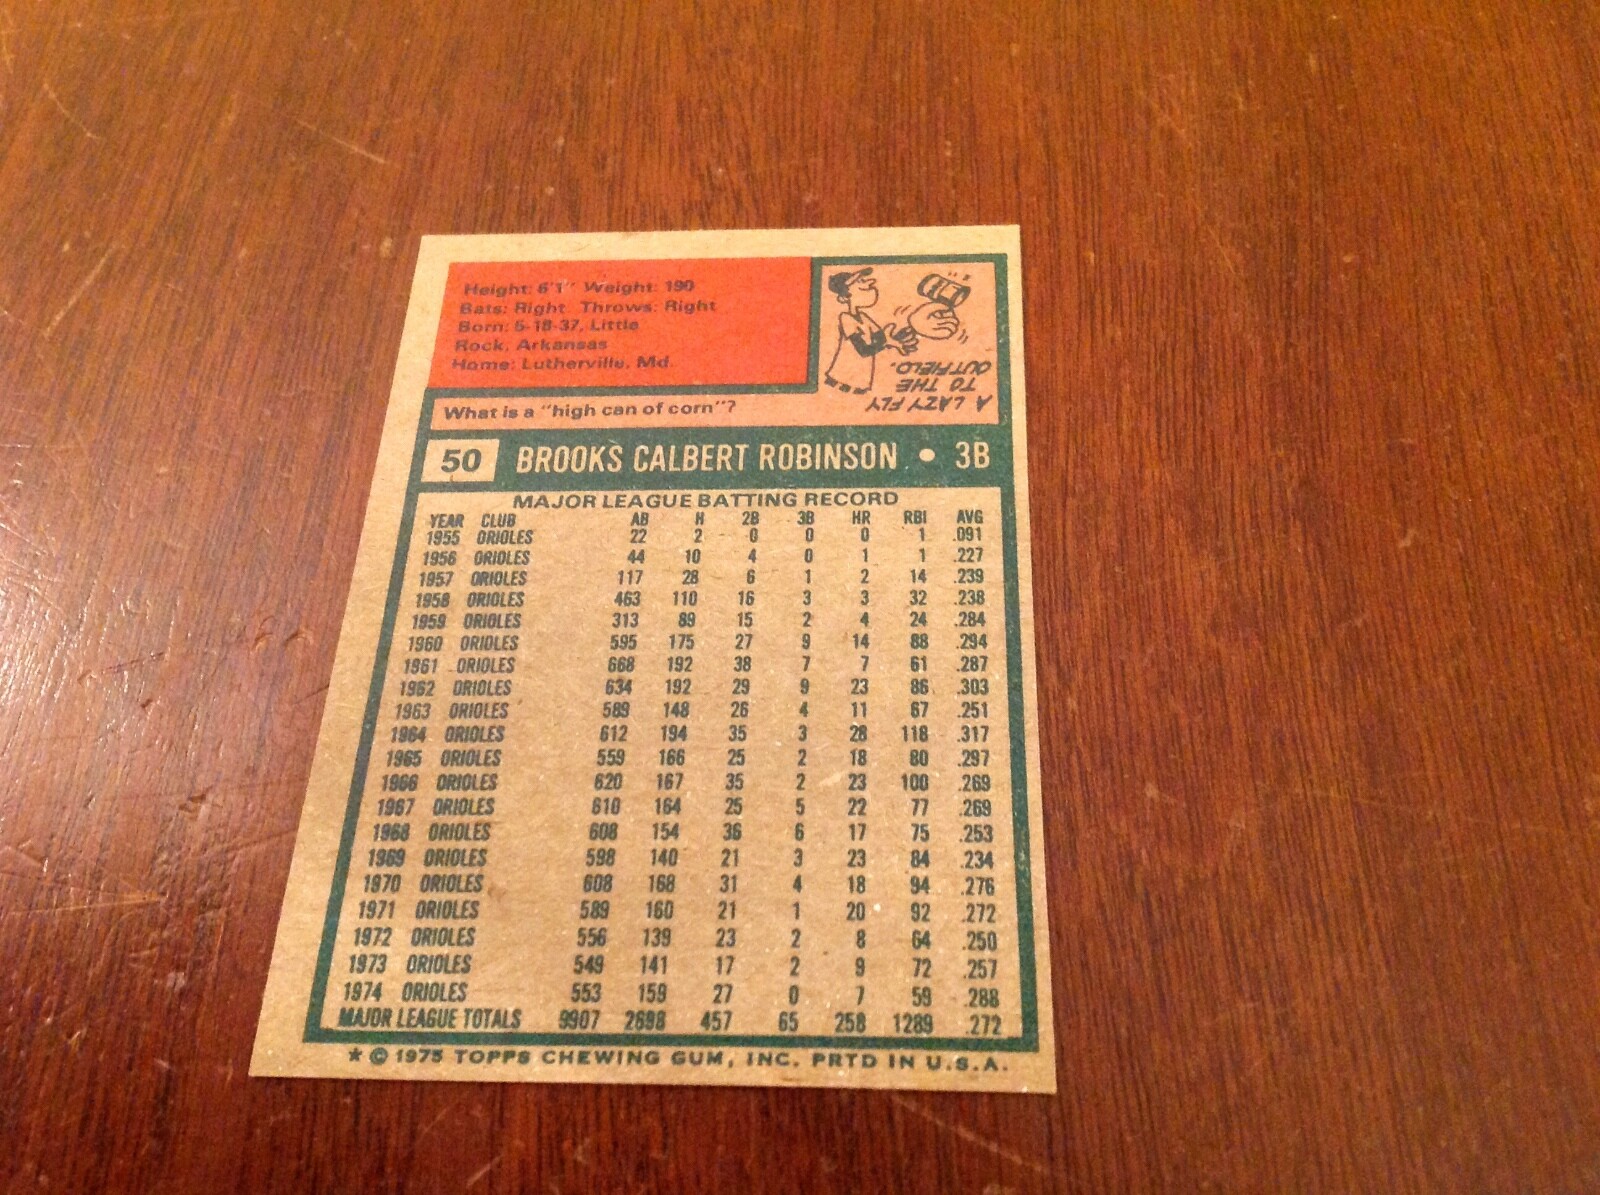 Height: 6'1" Weight: 190
Bats: Right Throws: Right
Born: 5-18-37, Little
Rock, Arkansas
Home: Lutherville, Md.
A LAZY FLY
TO THE
OUTFIELD.
What is a "high can of corn"?
50 BROOKS CALBERT ROBINSON • 3B
MAJOR LEAGUE BATTING RECORD
YEAR CLUB AB H 2B 3B HR RBI AVG
1955 ORIOLES 22 2 0 0 0 1 .091
1956 ORIOLES 44 10 4 0 1 1 .227
1957 ORIOLES 117 28 6 1 2 14 .239
1958 ORIOLES 463 110 16 3 3 32 .238
1959 ORIOLES 313 89 15 2 4 24 .284
1960 ORIOLES 595 175 27 9 14 88 .294
1961 ORIOLES 668 192 38 7 7 61 .287
1962 ORIOLES 634 192 29 9 23 86 .303
1963 ORIOLES 589 148 26 4 11 67 .251
1964 ORIOLES 612 194 35 3 28 118 .317
1965 ORIOLES 559 166 25 2 18 80 .297
1966 ORIOLES 620 167 35 2 23 100 .269
1967 ORIOLES 610 164 25 5 22 77 .269
1968 ORIOLES 608 154 36 6 17 75 .253
1969 ORIOLES 598 140 21 3 23 84 .234
1970 ORIOLES 608 168 31 4 18 94 .276
1971 ORIOLES 589 160 21 1 20 92 .272
1972 ORIOLES 556 139 23 2 8 64 .250
1973 ORIOLES 549 141 17 2 9 72 .257
1974 ORIOLES 553 159 27 0 7 59 .288
MAJOR LEAGUE TOTALS 9907 2698 457 65 258 1289 .272
★ © 1975 TOPPS CHEWING GUM, INC. PRTD IN U.S.A.